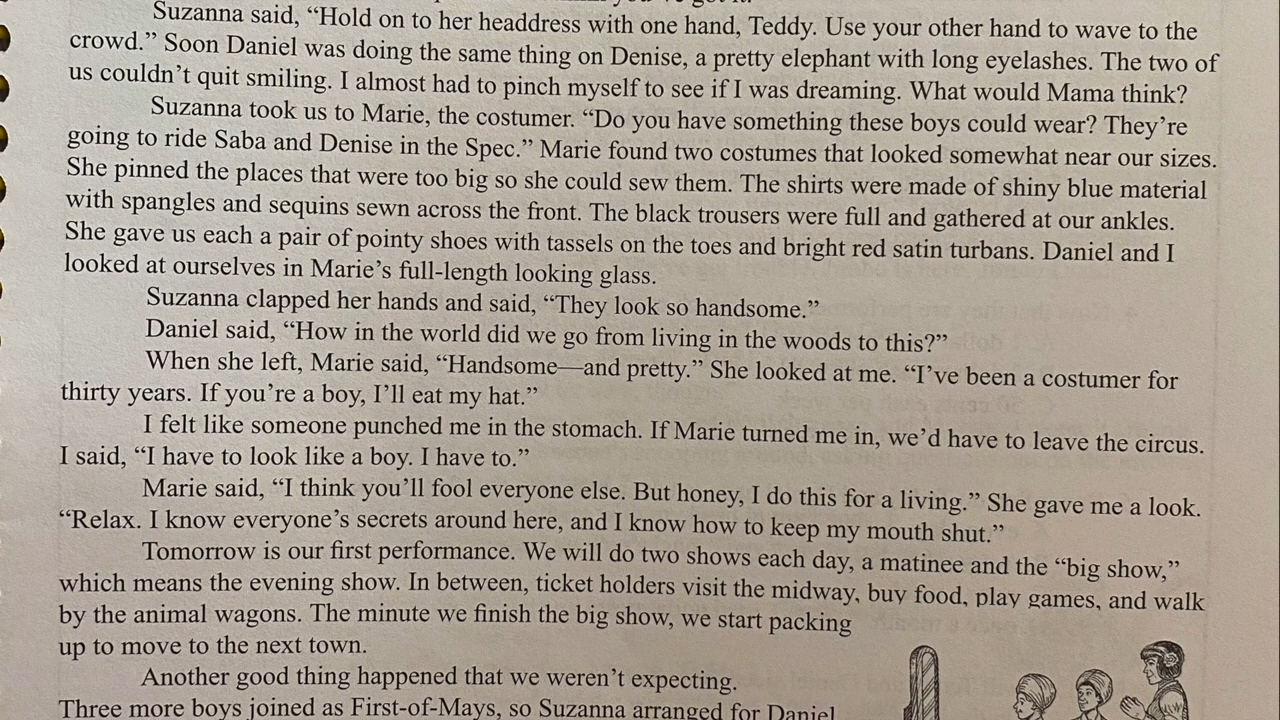 Suzanna said, “Hold on to her headdress with one hand, Teddy. Use your other hand to wave to the
crowd.” Soon Daniel was doing the same thing on Denise, a pretty elephant with long eyelashes. The two of
us couldn’t quit smiling. I almost had to pinch myself to see if I was dreaming. What would Mama think?
Suzanna took us to Marie, the costumer. “Do you have something these boys could wear? They’re
going to ride Saba and Denise in the Spec.” Marie found two costumes that looked somewhat near our sizes.
She pinned the places that were too big so she could sew them. The shirts were made of shiny blue material
with spangles and sequins sewn across the front. The black trousers were full and gathered at our ankles.
She gave us each a pair of pointy shoes with tassels on the toes and bright red satin turbans. Daniel and I
looked at ourselves in Marie’s full-length looking glass.
Suzanna clapped her hands and said, “They look so handsome.”
Daniel said, “How in the world did we go from living in the woods to this?”
When she left, Marie said, “Handsome—and pretty.” She looked at me. “I’ve been a costumer for
thirty years. If you’re a boy, I’ll eat my hat.”
I felt like someone punched me in the stomach. If Marie turned me in, we’d have to leave the circus.
I said, “I have to look like a boy. I have to.”
Marie said, “I think you’ll fool everyone else. But honey, I do this for a living.” She gave me a look.
“Relax. I know everyone’s secrets around here, and I know how to keep my mouth shut.”
Tomorrow is our first performance. We will do two shows each day, a matinee and the “big show,”
which means the evening show. In between, ticket holders visit the midway, buy food, play games, and walk
by the animal wagons. The minute we finish the big show, we start packing
up to move to the next town.
Another good thing happened that we weren’t expecting.
Three more boys joined as First-of-Mays, so Suzanna arranged for Daniel